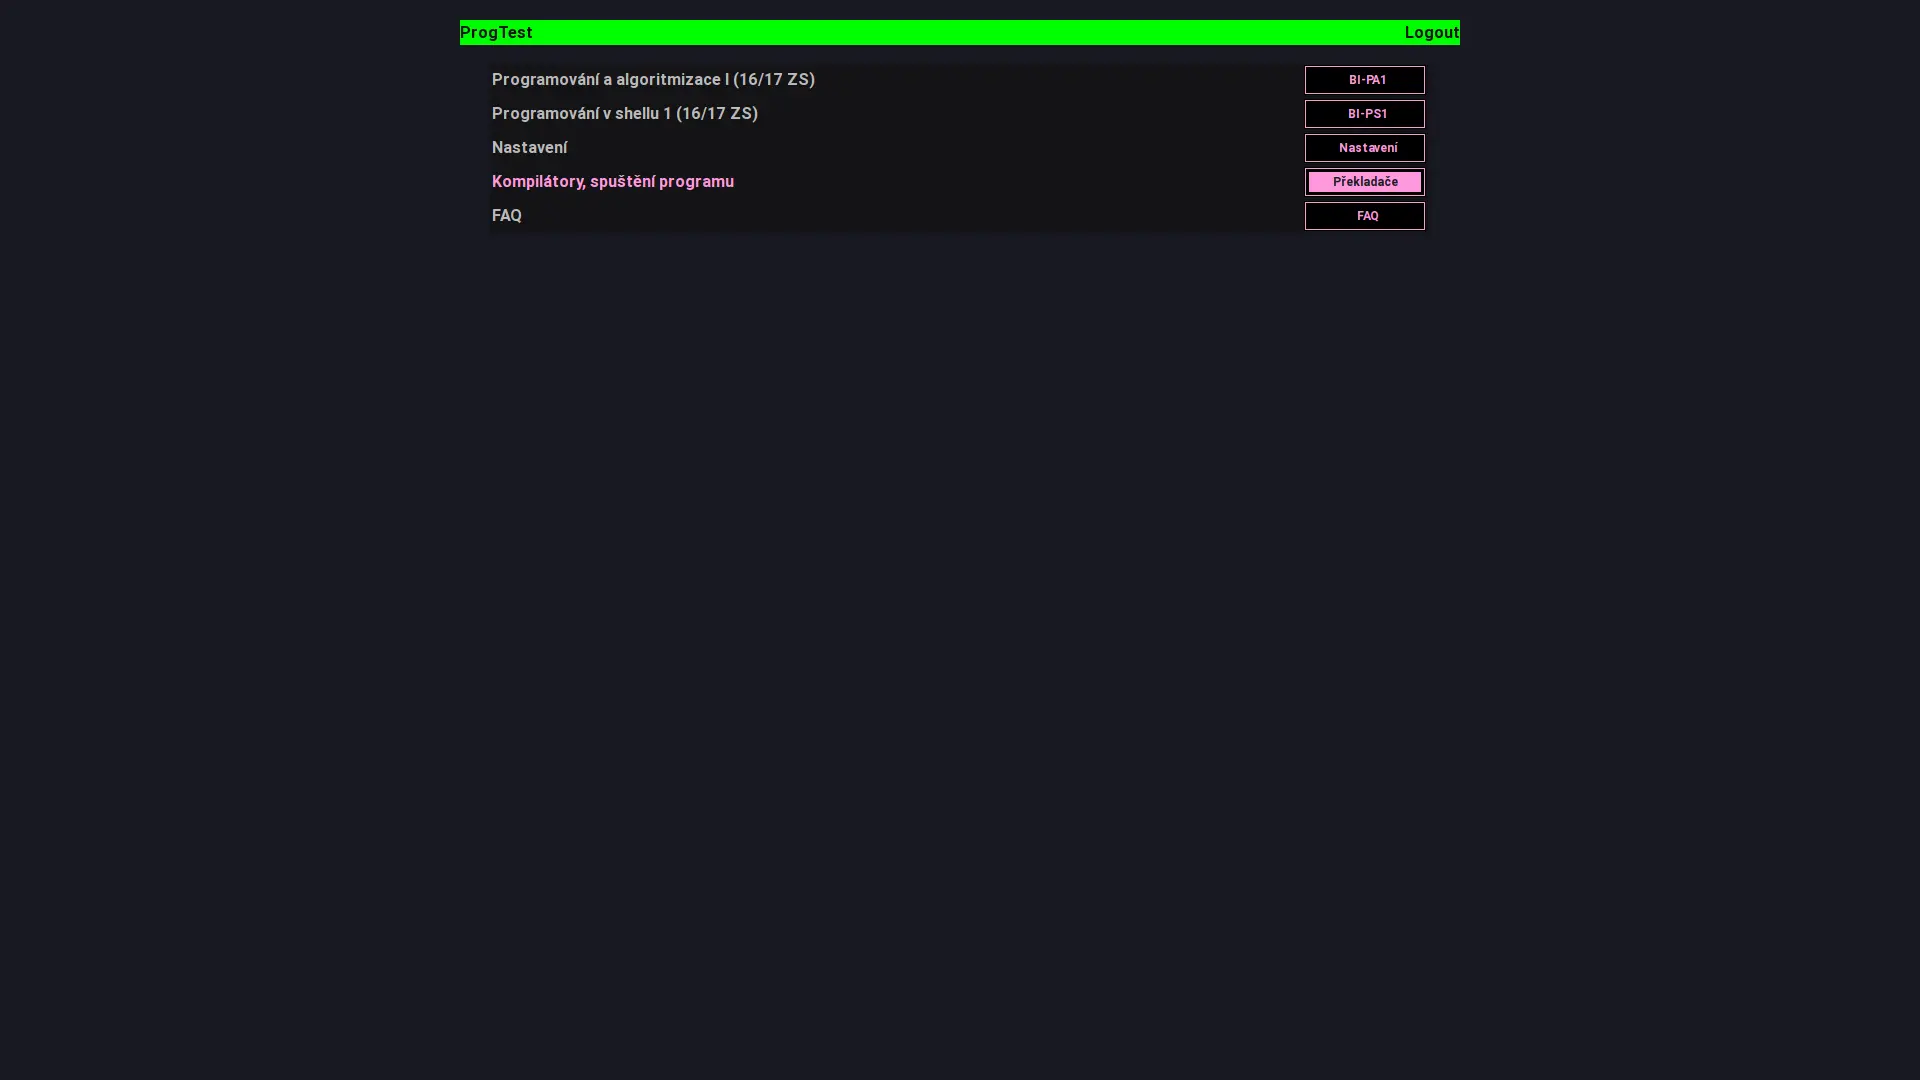 ProgTest Logout
Programování a algoritmizace I (16/17 ZS) BI-PA1
Programování v shellu 1 (16/17 ZS) BI-PS1
Nastavení Nastavení
Kompilátory, spuštění programu Překladače
FAQ FAQ